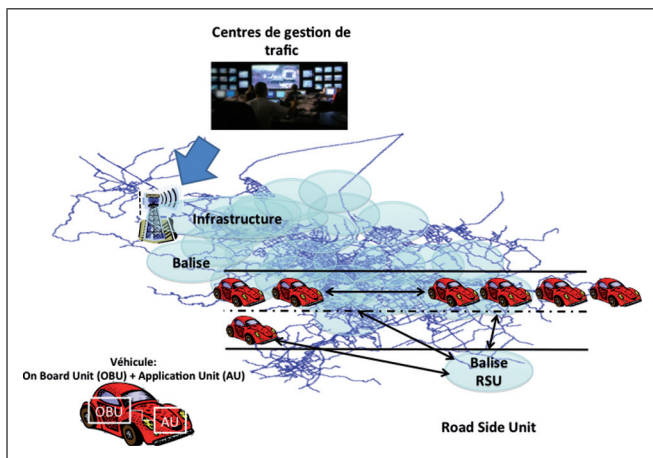 Centres de gestion de
trafic
Infrastructure
Balise
Véhicule:
On Board Unit (OBU) + Application Unit (AU)
OBU
AU
Balise
RSU
Road Side Unit